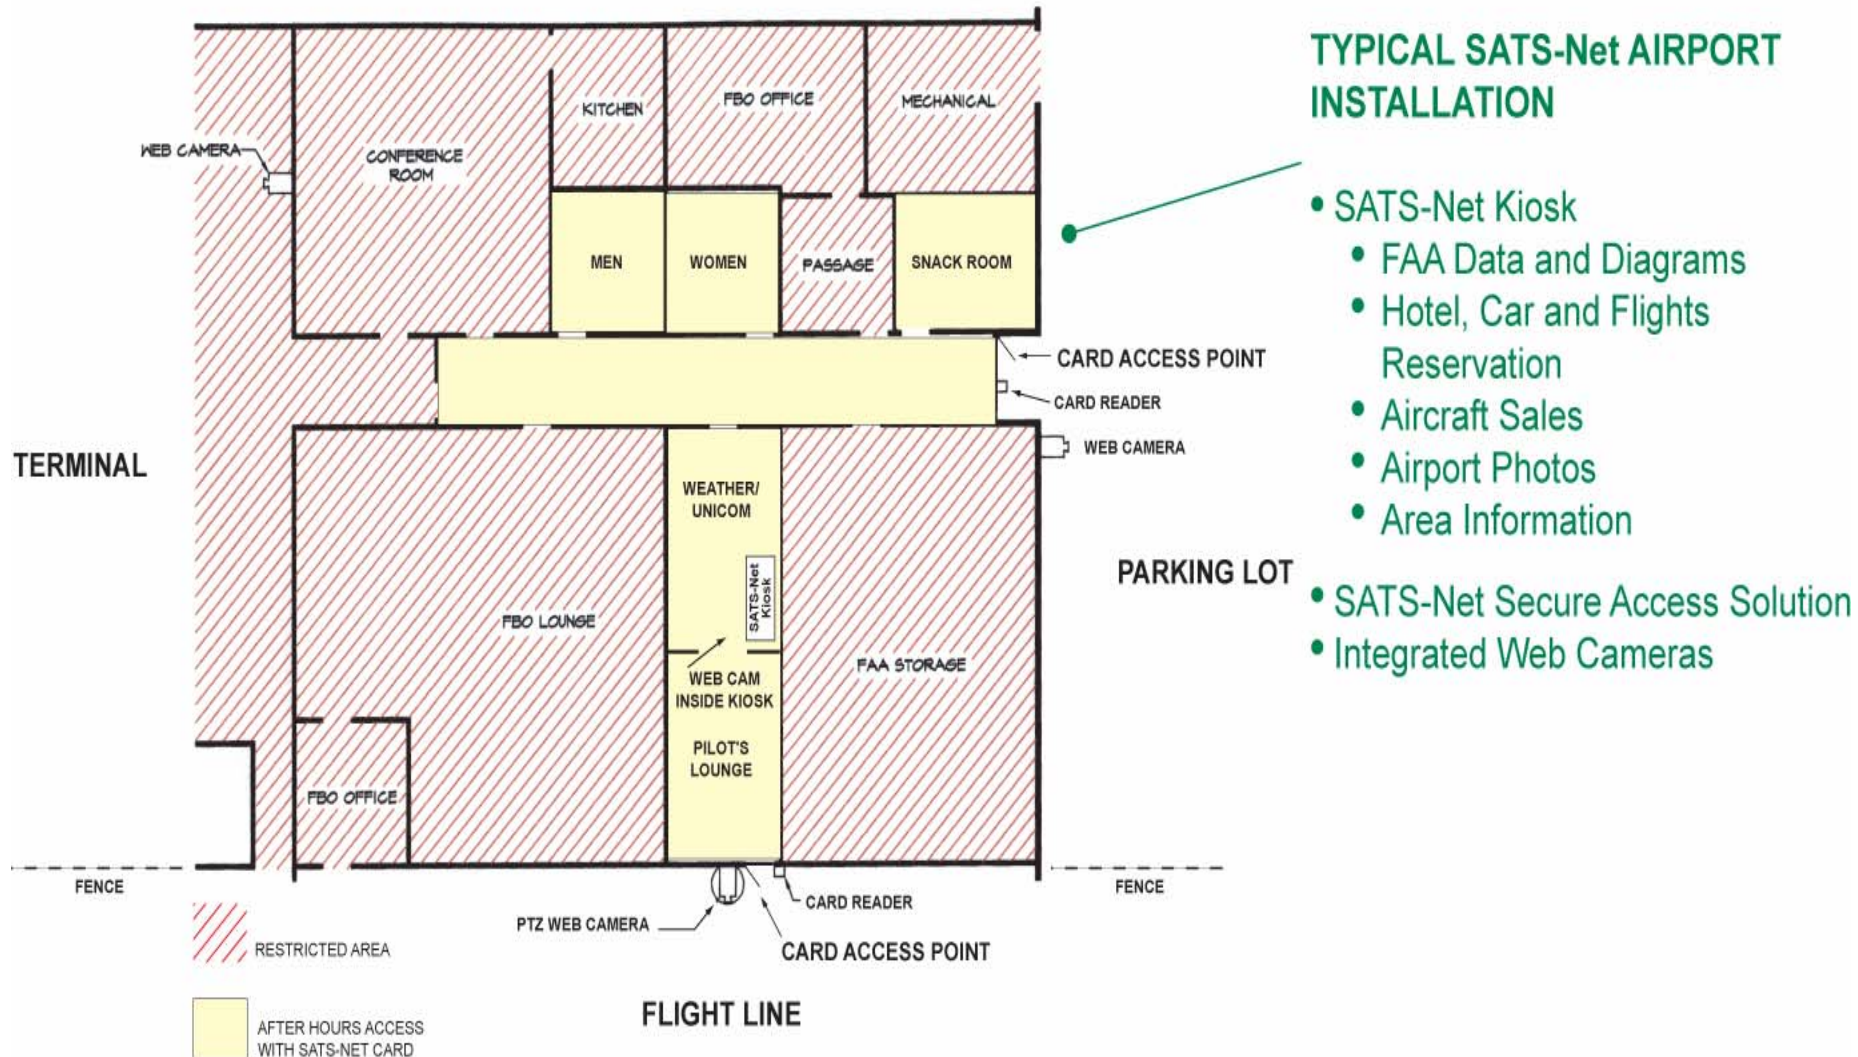 TYPICAL SATS-Net AIRPORT
INSTALLATION
• SATS-Net Kiosk
• FAA Data and Diagrams
• Hotel, Car and Flights
Reservation
• Aircraft Sales
• Airport Photos
• Area Information
• SATS-Net Secure Access Solution
• Integrated Web Cameras
KITCHEN
FBO OFFICE
MECHANICAL
WEB CAMERA
CONFERENCE
ROOM
MEN
WOMEN
PASSAGE
SNACK ROOM
CARD ACCESS POINT
CARD READER
WEB CAMERA
TERMINAL
WEATHER/
UNICOM
SATS-Net
Kiosk
PARKING LOT
FBO LOUNGE
FAA STORAGE
WEB CAM
INSIDE KIOSK
PILOT'S
LOUNGE
FBO OFFICE
FENCE
FENCE
CARD READER
PTZ WEB CAMERA
CARD ACCESS POINT
RESTRICTED AREA
FLIGHT LINE
AFTER HOURS ACCESS
WITH SATS-NET CARD